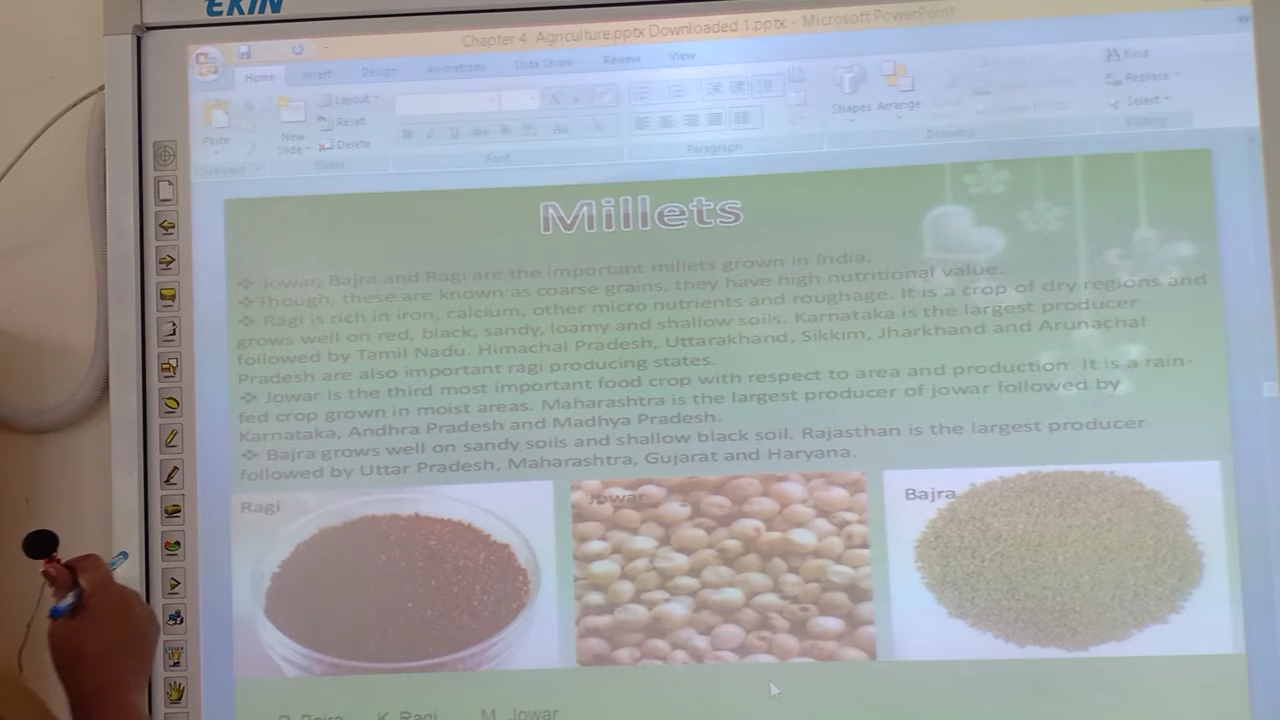 EKIN
Chapter 4 Agriculture.pptx Downloaded 1.pptx - Microsoft PowerPoint
Home Insert Design Animations Slide Show Review View
Paste
New Slide
Layout
Reset
Delete
Shapes Arrange
Find
Replace
Select
Clipboard Slides Font Paragraph Drawing Editing
Millets
Jowar, Bajra and Ragi are the important millets grown in India.
Though, these are known as coarse grains, they have high nutritional value.
Ragi is rich in iron, calcium, other micro nutrients and roughage. It is a crop of dry regions and
grows well on red, black, sandy, loamy and shallow soils. Karnataka is the largest producer
followed by Tamil Nadu. Himachal Pradesh, Uttarakhand, Sikkim, Jharkhand and Arunachal
Pradesh are also important ragi producing states.
Jowar is the third most important food crop with respect to area and production. It is a rain-
fed crop grown in moist areas. Maharashtra is the largest producer of jowar followed by
Karnataka, Andhra Pradesh and Madhya Pradesh.
Bajra grows well on sandy soils and shallow black soil. Rajasthan is the largest producer
followed by Uttar Pradesh, Maharashtra, Gujarat and Haryana.
Ragi
Jowar
Bajra
K Ragi M Jowar